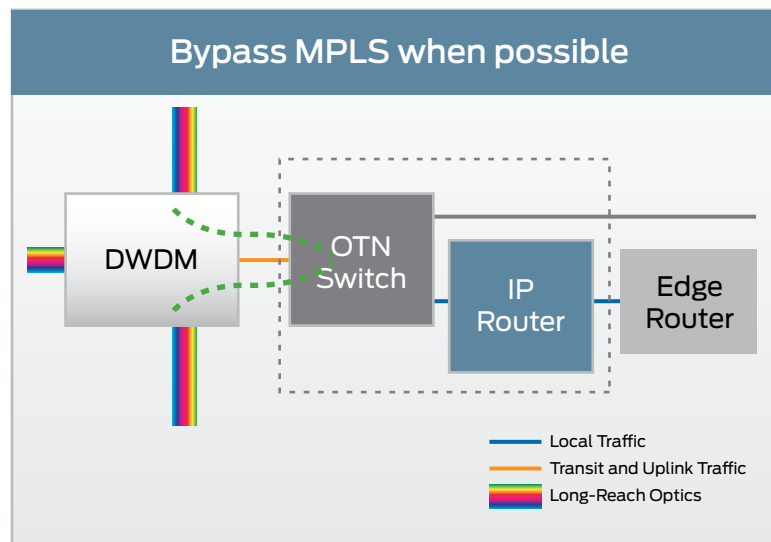 Bypass MPLS when possible
DWDM
OTN
Switch
IP
Router
Edge
Router
Local Traffic
Transit and Uplink Traffic
Long-Reach Optics